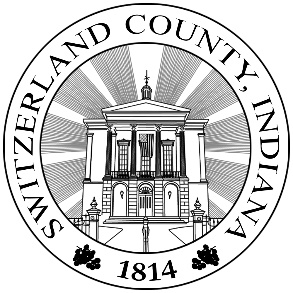 SWITZERLAND COUNTY, INDIANA
1814